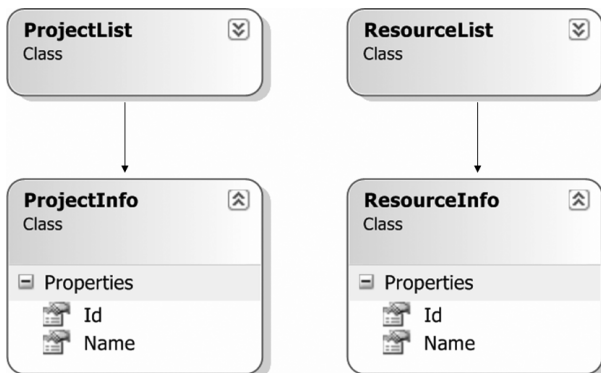 ProjectList
Class
ResourceList
Class
ProjectInfo
Class
Properties
Id
Name
ResourceInfo
Class
Properties
Id
Name